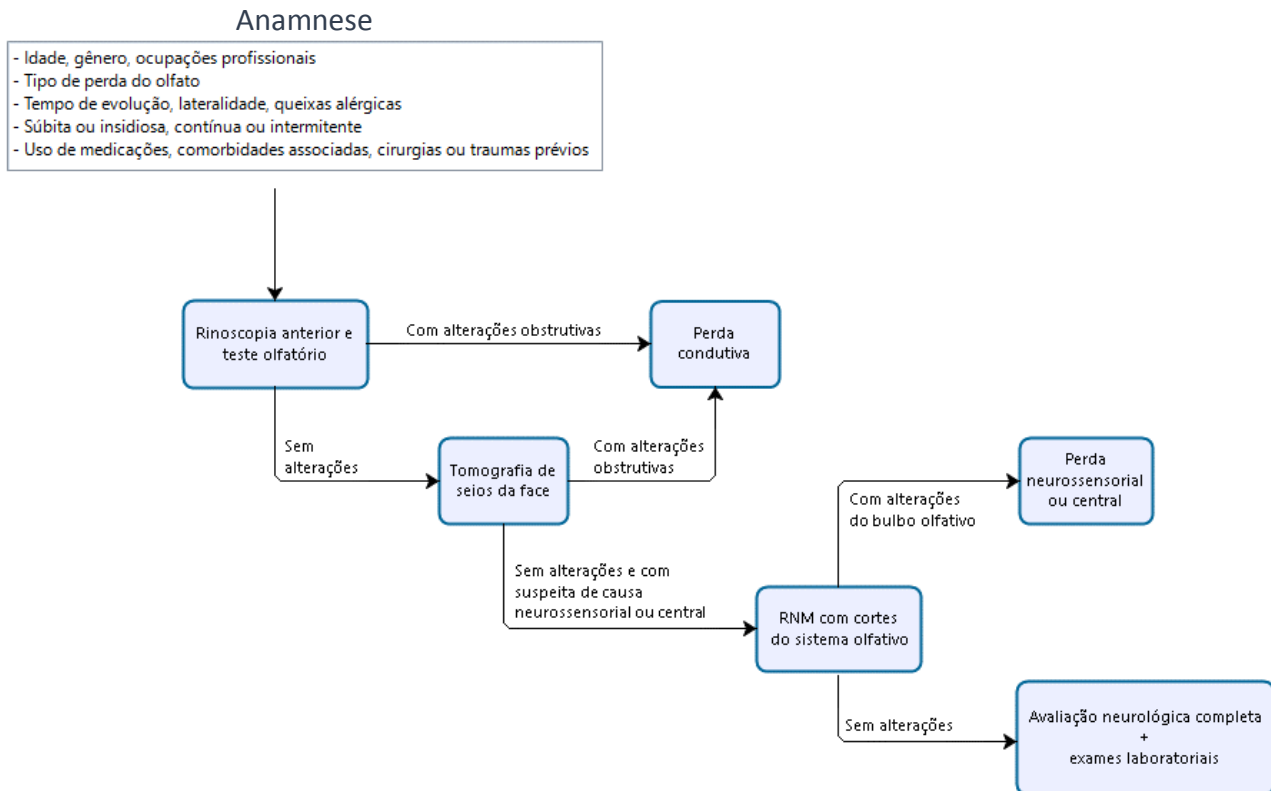 Anamnese
- Idade, gênero, ocupações profissionais
- Tipo de perda do olfato
- Tempo de evolução, lateralidade, queixas alérgicas
- Súbita ou insidiosa, contínua ou intermitente
- Uso de medicações, comorbidades associadas, cirurgias ou traumas prévios
Rinoscopia anterior e
teste olfatório
Com alterações obstrutivas
Perda
condutiva
Sem
alterações
Tomografia de
seios da face
Com alterações
obstrutivas
Sem alterações e com
suspeita de causa
neurossensorial ou central
RNM com cortes
do sistema olfativo
Com alterações
do bulbo olfativo
Perda
neurossensorial
ou central
Sem alterações
Avaliação neurológica completa
+
exames laboratoriais